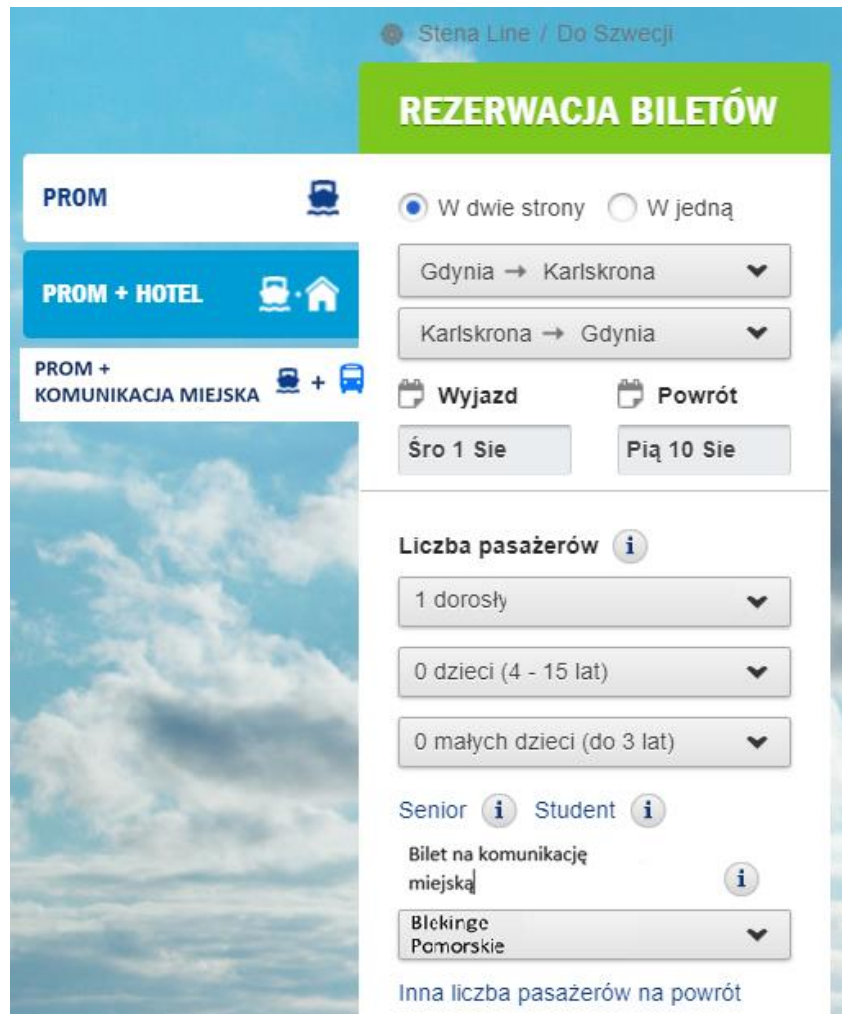 Stena Line / Do Szwecji
REZERWACJA BILETÓW
PROM
PROM + HOTEL
PROM +
KOMUNIKACJA MIEJSKA
+
W dwie strony W jedną
Gdynia → Karlskrona
Karlskrona → Gdynia
Wyjazd Powrót
Śro 1 Sie Pią 10 Sie
Liczba pasażerów i
1 dorosły
0 dzieci (4 - 15 lat)
0 małych dzieci (do 3 lat)
Senior i Student i
Bilet na komunikację
miejską i
Blekinge
Pomorskie
Inna liczba pasażerów na powrót